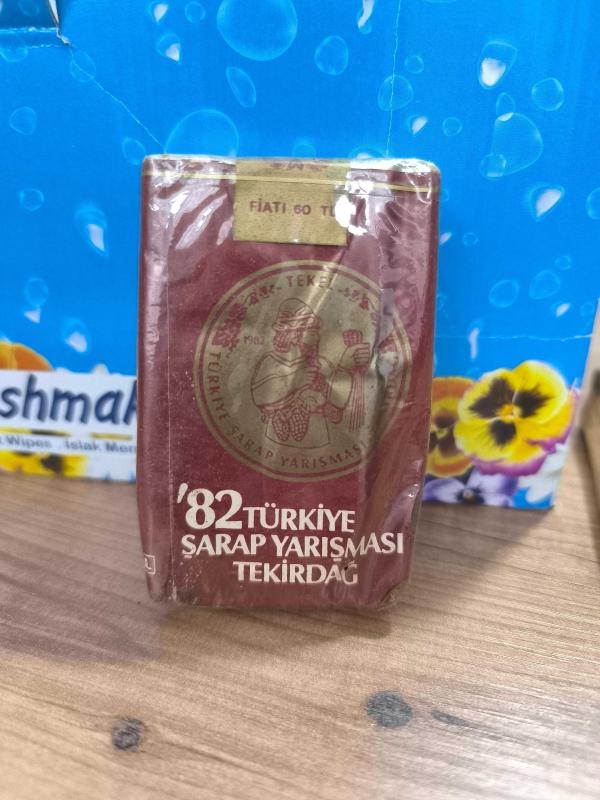 FİATI 60 TL
TEKEL
1982
TÜRKİYE ŞARAP YARIŞMASI
'82 TÜRKİYE
ŞARAP YARIŞMASI
TEKİRDAĞ
shmak
Wipes . Islak Men